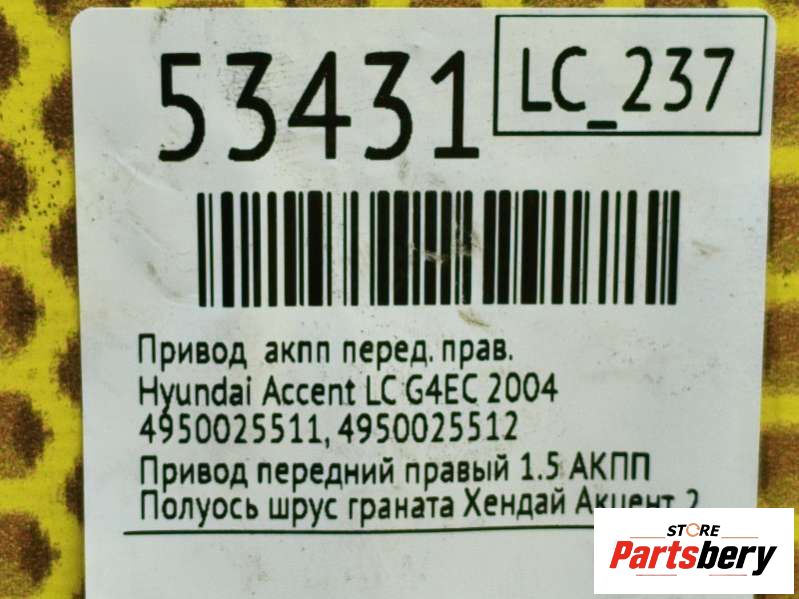 53431
LC_237
Привод акпп перед. прав.
Hyundai Accent LC G4EC 2004
4950025511, 4950025512
Привод передний правый 1.5 АКПП
Полуось шрус граната Хендай Акцент 2
STORE
Partsbery